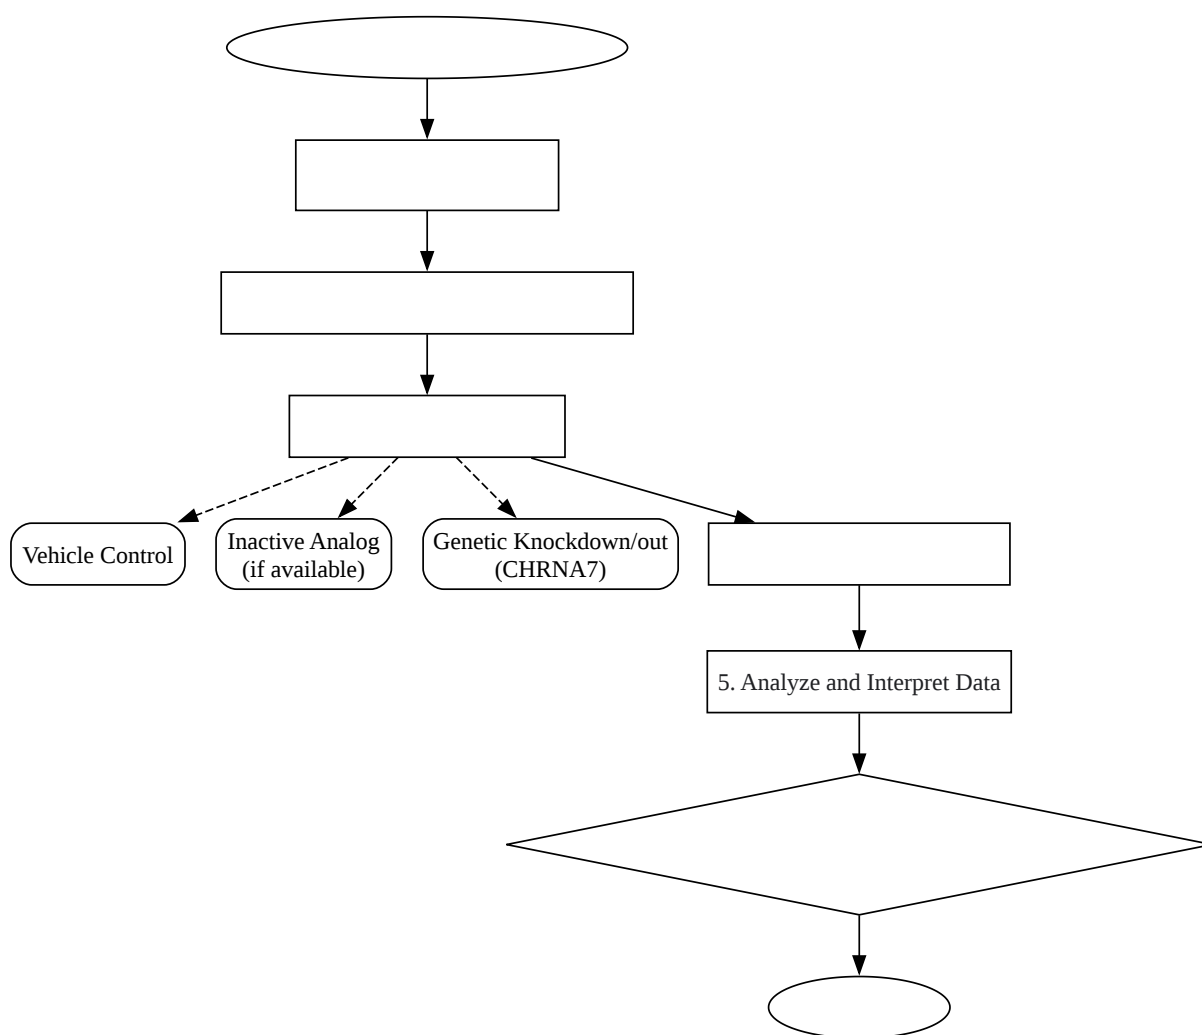 Vehicle Control
Inactive Analog
(if available)
Genetic Knockdown/out
(CHRNA7)
5. Analyze and Interpret Data